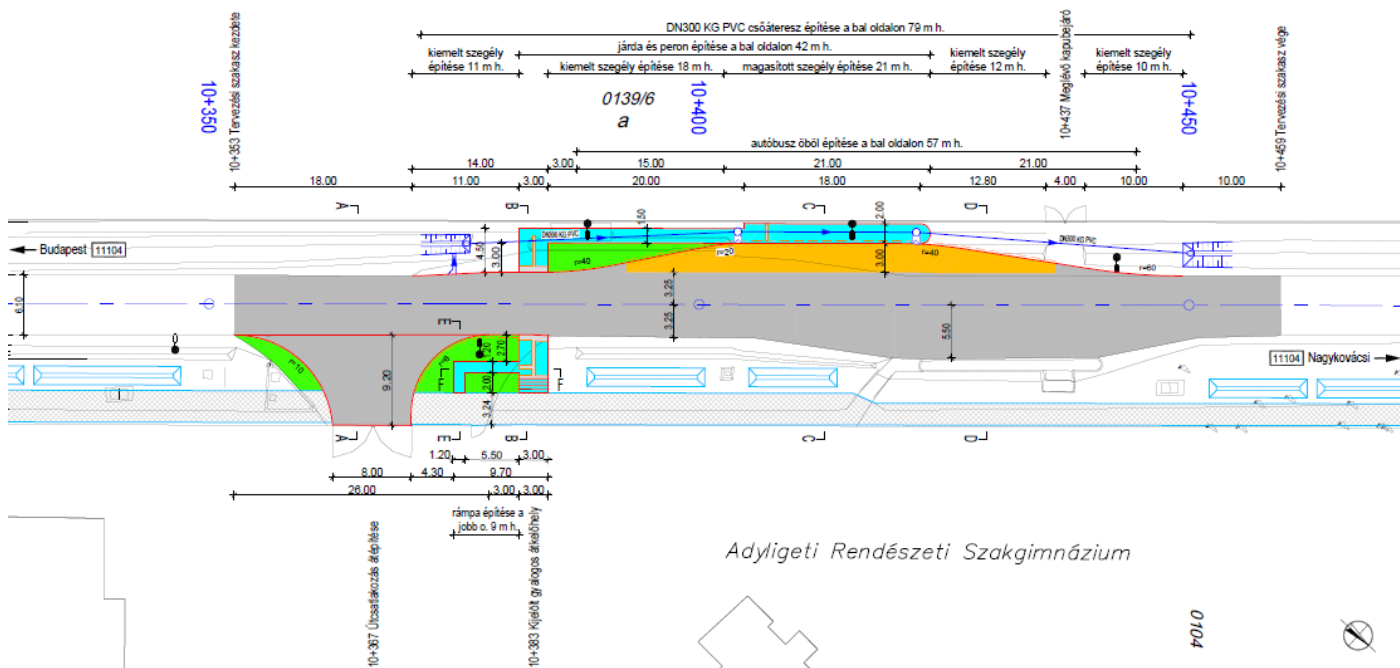 DN300 KG PVC csőáteresz építése a bal oldalon 79 m h.
járda és peron építése a bal oldalon 42 m h.
kiemelt szegély
építése 11 m h.
kiemelt szegély építése 18 m h.
magasított szegély építése 21 m h.
kiemelt szegély
építése 12 m h.
kiemelt szegély
építése 10 m h.
10+353 Tervezési szakasz kezdete
10+350
0139/6
a
10+400
10+437 Meglévő kapubejáró
10+450
10+459 Tervezési szakasz vége
autóbusz öböl építése a bal oldalon 57 m h.
14.00 3.00 15.00 21.00 21.00
18.00 11.00 3.00 20.00 18.00 12.80 4.00 10.00 10.00
A B C D
DN300 KG PVC
DN300 KG PVC
DN300 KG PVC
1.50
2.00
4.50
3.00
3.00
Budapest 11104
r=40
r=20
r=40
r=60
6.10
3.25
3.25
5.50
E
r=10
9.20
2.70
2.00
3.24
E F
11104 Nagykovácsi
A E B C D
1.20 5.50 3.00
8.00 4.30 9.70
26.00 3.00 3.00
rámpa építése a
jobb o. 9 m h.
10+367 Útcsatlakozás átépítése
10+383 Kijelölt gyalogos átkelőhely
Adyligeti Rendészeti Szakgimnázium
0104